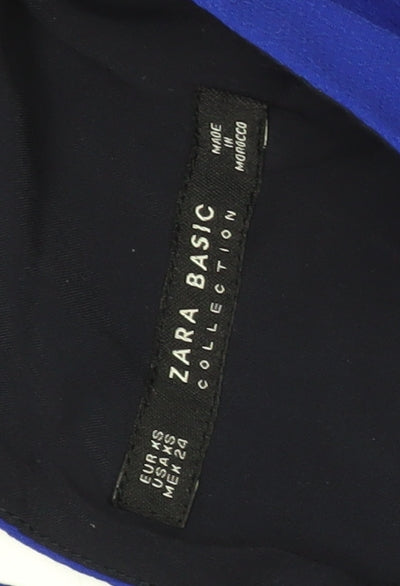 MADE
IN
MOROCCO
ZARA BASIC
COLLECTION
EUR XS
USA XS
MEX 24